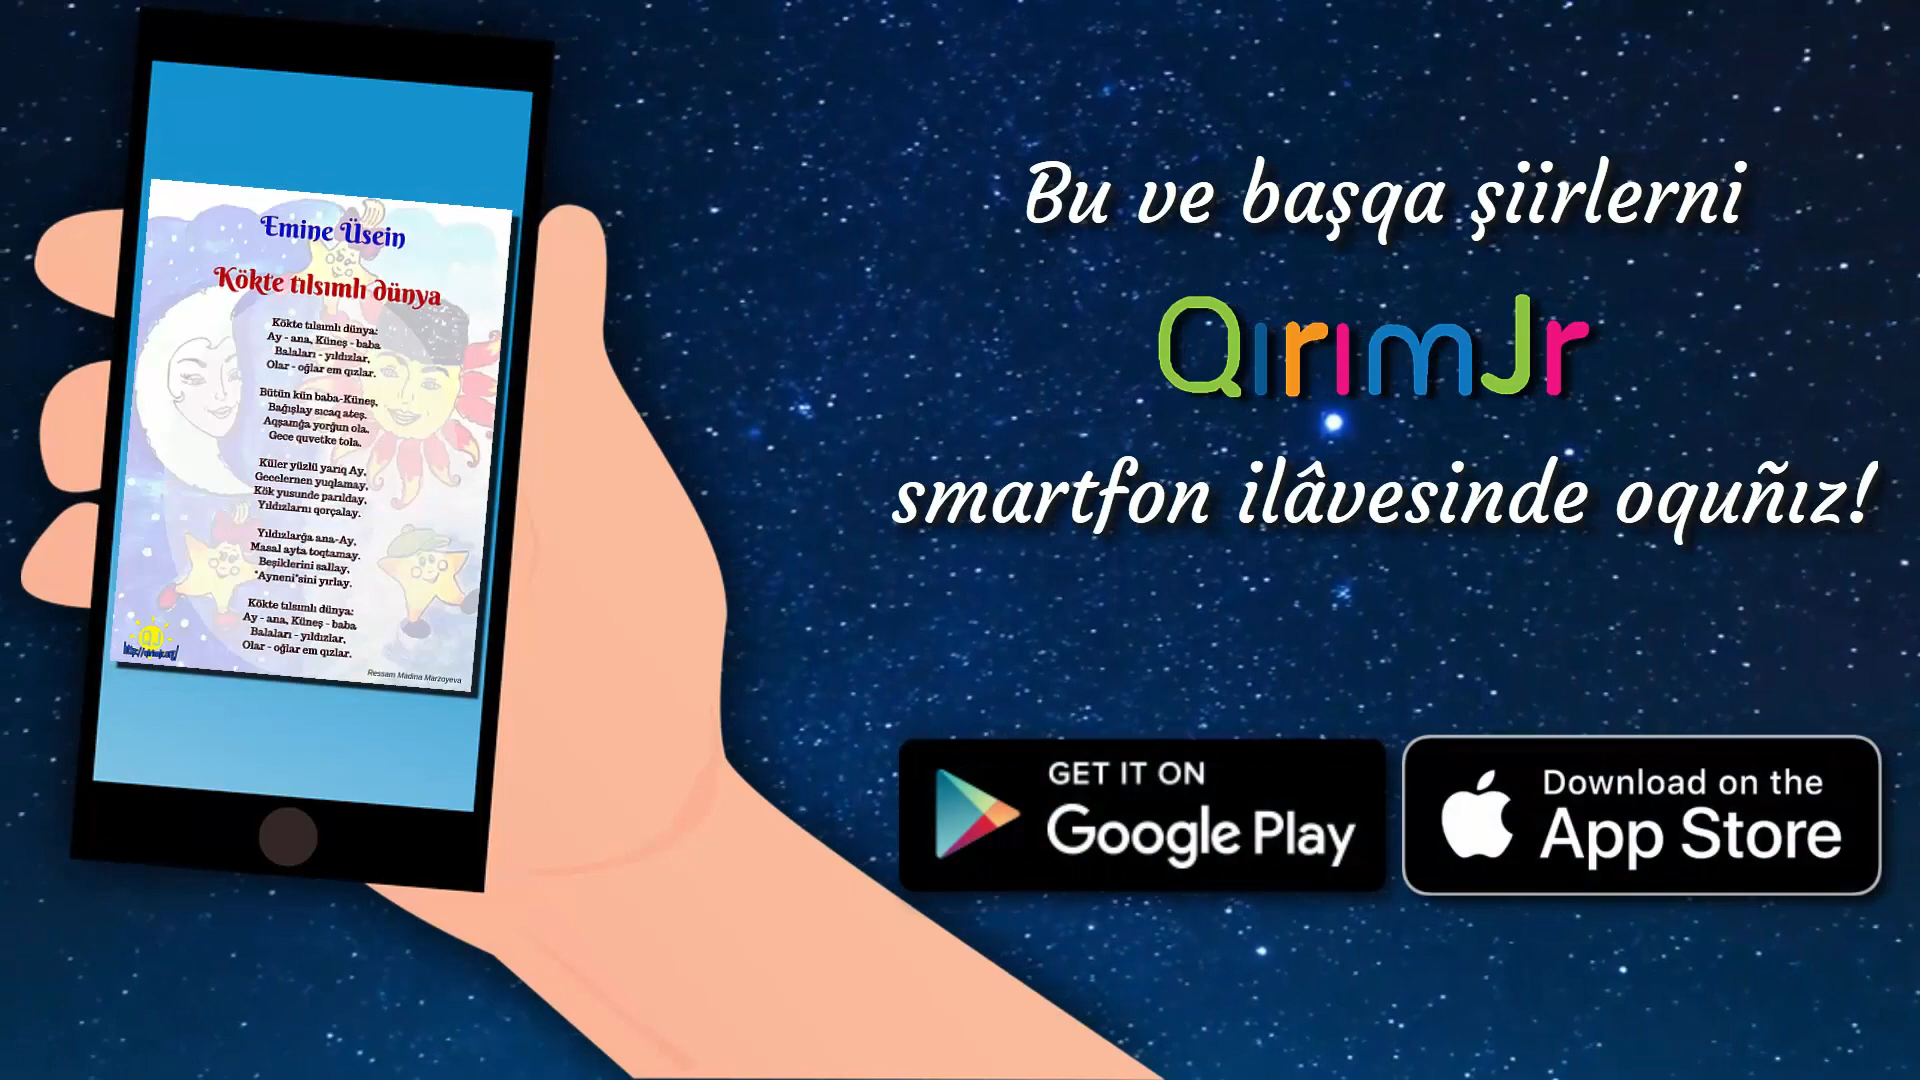 Emine Üsein
Kökte tılsımlı dünya
Kökte tılsımlı dünya:
Ay - ana, Küneş - baba
Balaları - yıldızlar,
Olar - oğlar em qızlar.
Bütün kün baba-Küneş,
Bağışlay sıcaq ateş.
Aqşamğa yorğun ola,
Gece quvetke tola.
Küller yüzlü yarıq Ay,
Gecelernen yuqlamay,
Kök yusunde parılday,
Yıldızlarnı qorçalay.
Yıldızlarğa ana-Ay,
Masal ayta toqtamay.
Beşiklerini sallay,
"Ayneni"sini yırlay.
Kökte tılsımlı dünya:
Ay - ana, Küneş - baba
Balaları - yıldızlar,
Olar - oğlar em qızlar.
Ressam Madina Marzoyeva
Bu ve başqa şiirlerni
QırımJr
smartfon ilâvesinde oquñız!
GET IT ON
Google Play
Download on the
App Store